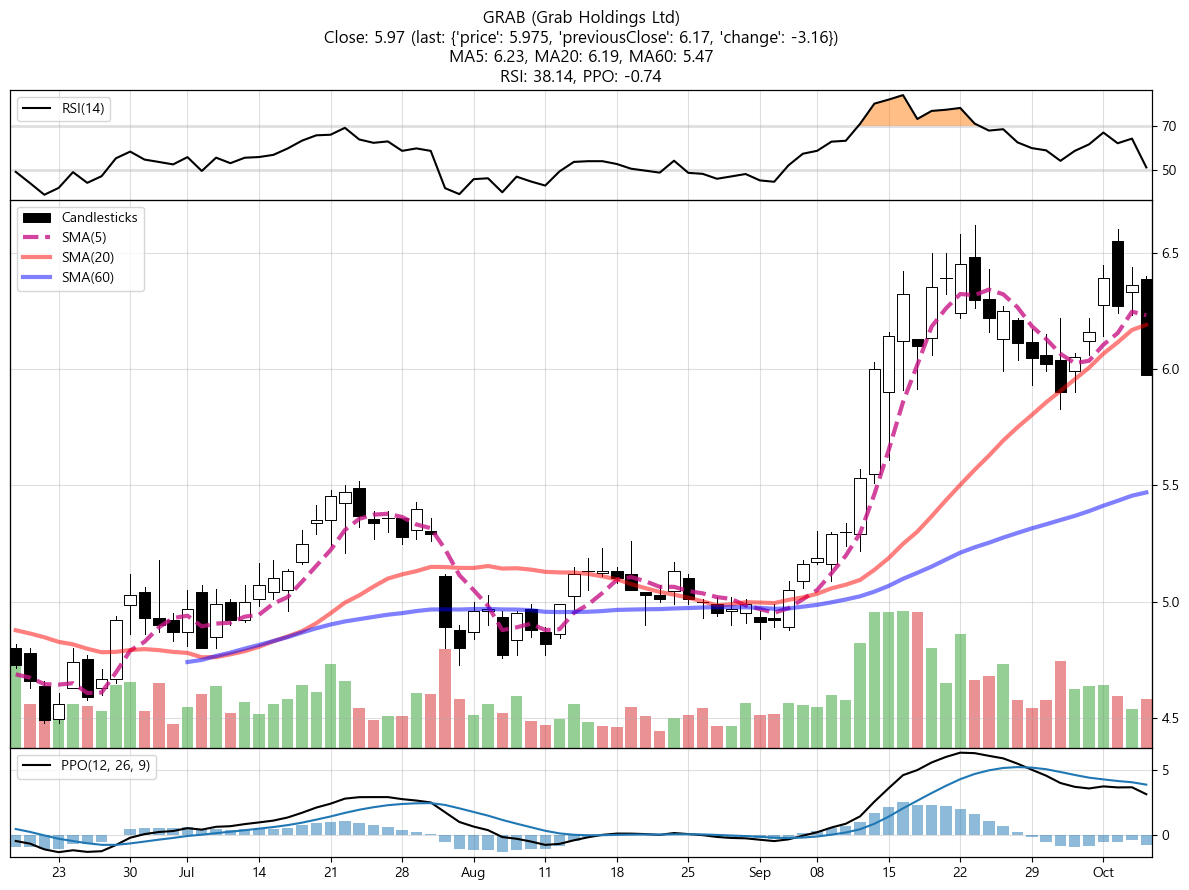 GRAB (Grab Holdings Ltd)
Close: 5.97 (last: {'price': 5.975, 'previousClose': 6.17, 'change': -3.16})
MA5: 6.23, MA20: 6.19, MA60: 5.47
RSI: 38.14, PPO: -0.74
RSI(14)
70
50
Candlesticks
SMA(5)
SMA(20)
SMA(60)
6.5
6.0
5.5
5.0
4.5
PPO(12, 26, 9)
5
0
23 30 Jul 14 21 28 Aug 11 18 25 Sep 08 15 22 29 Oct